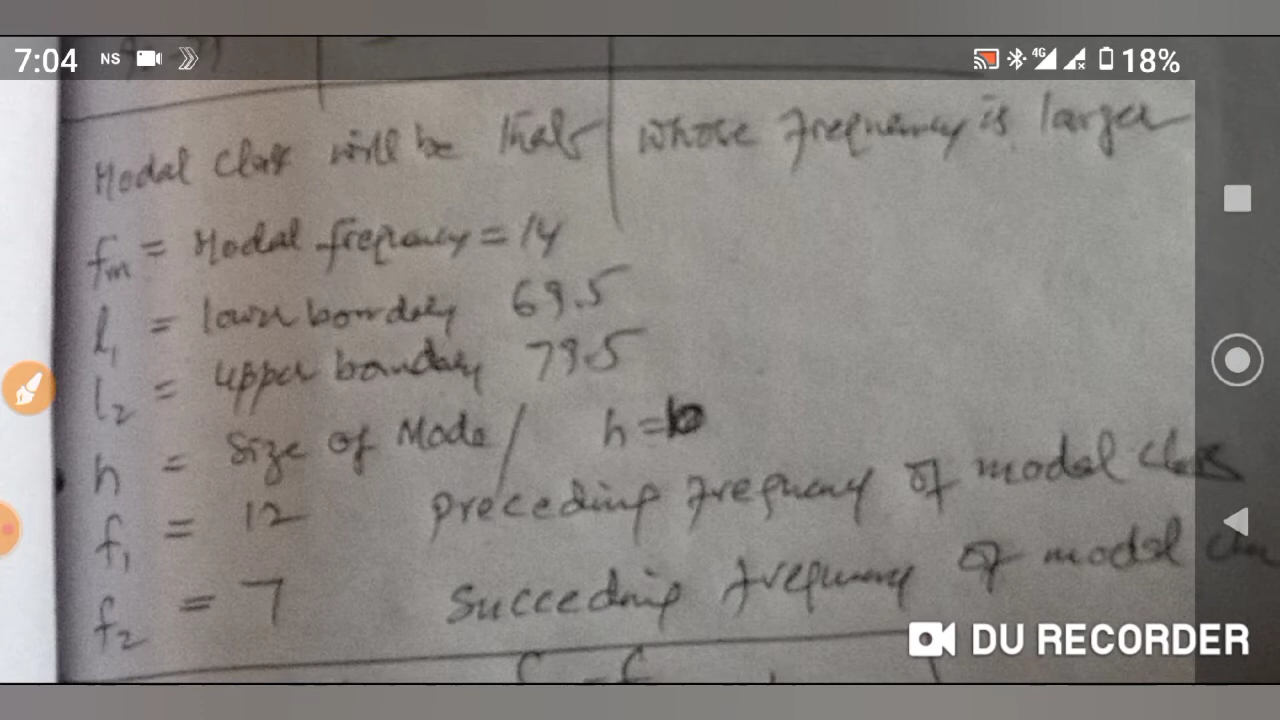 7:04 NS 4G 18%
Modal Class will be that whose frequency is larger
fm = Modal frequency = 14
l1 = lower boundary 69.5
l2 = upper boundary 79.5
h = Size of Mode / h = 10
f1 = 12 preceding frequency of modal class
f2 = 7 Succeding frequency of modal
DU RECORDER